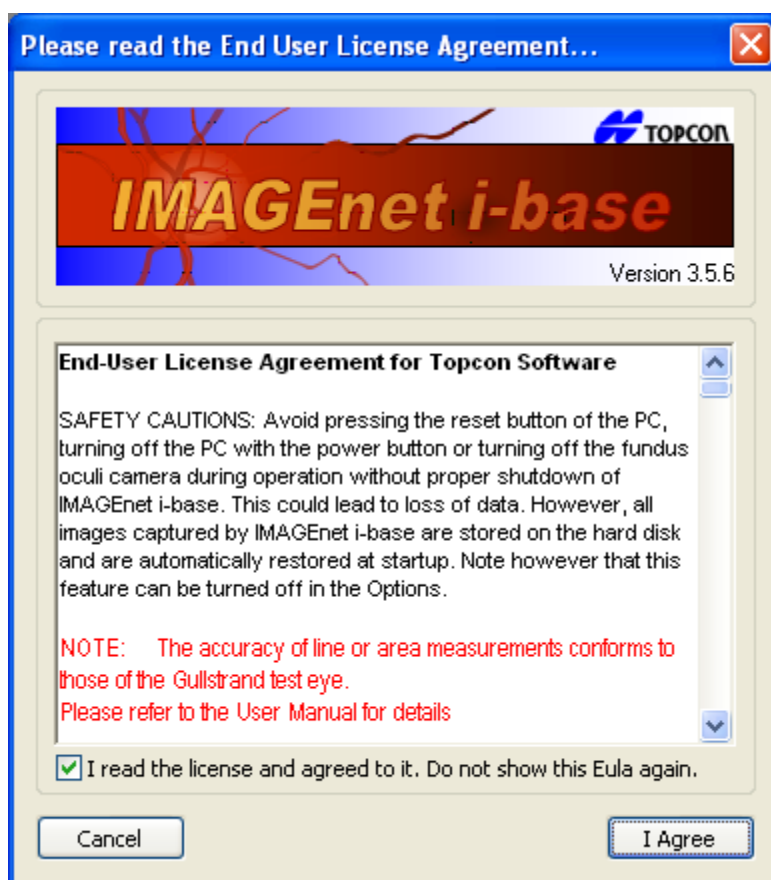 Please read the End User License Agreement...
TOPCON
IMAGEnet i-base
Version 3.5.6
End-User License Agreement for Topcon Software
SAFETY CAUTIONS: Avoid pressing the reset button of the PC,
turning off the PC with the power button or turning off the fundus
oculi camera during operation without proper shutdown of
IMAGEnet i-base. This could lead to loss of data. However, all
images captured by IMAGEnet i-base are stored on the hard disk
and are automatically restored at startup. Note however that this
feature can be turned off in the Options.
NOTE: The accuracy of line or area measurements conforms to
those of the Gullstrand test eye.
Please refer to the User Manual for details
I read the license and agreed to it. Do not show this Eula again.
Cancel
I Agree